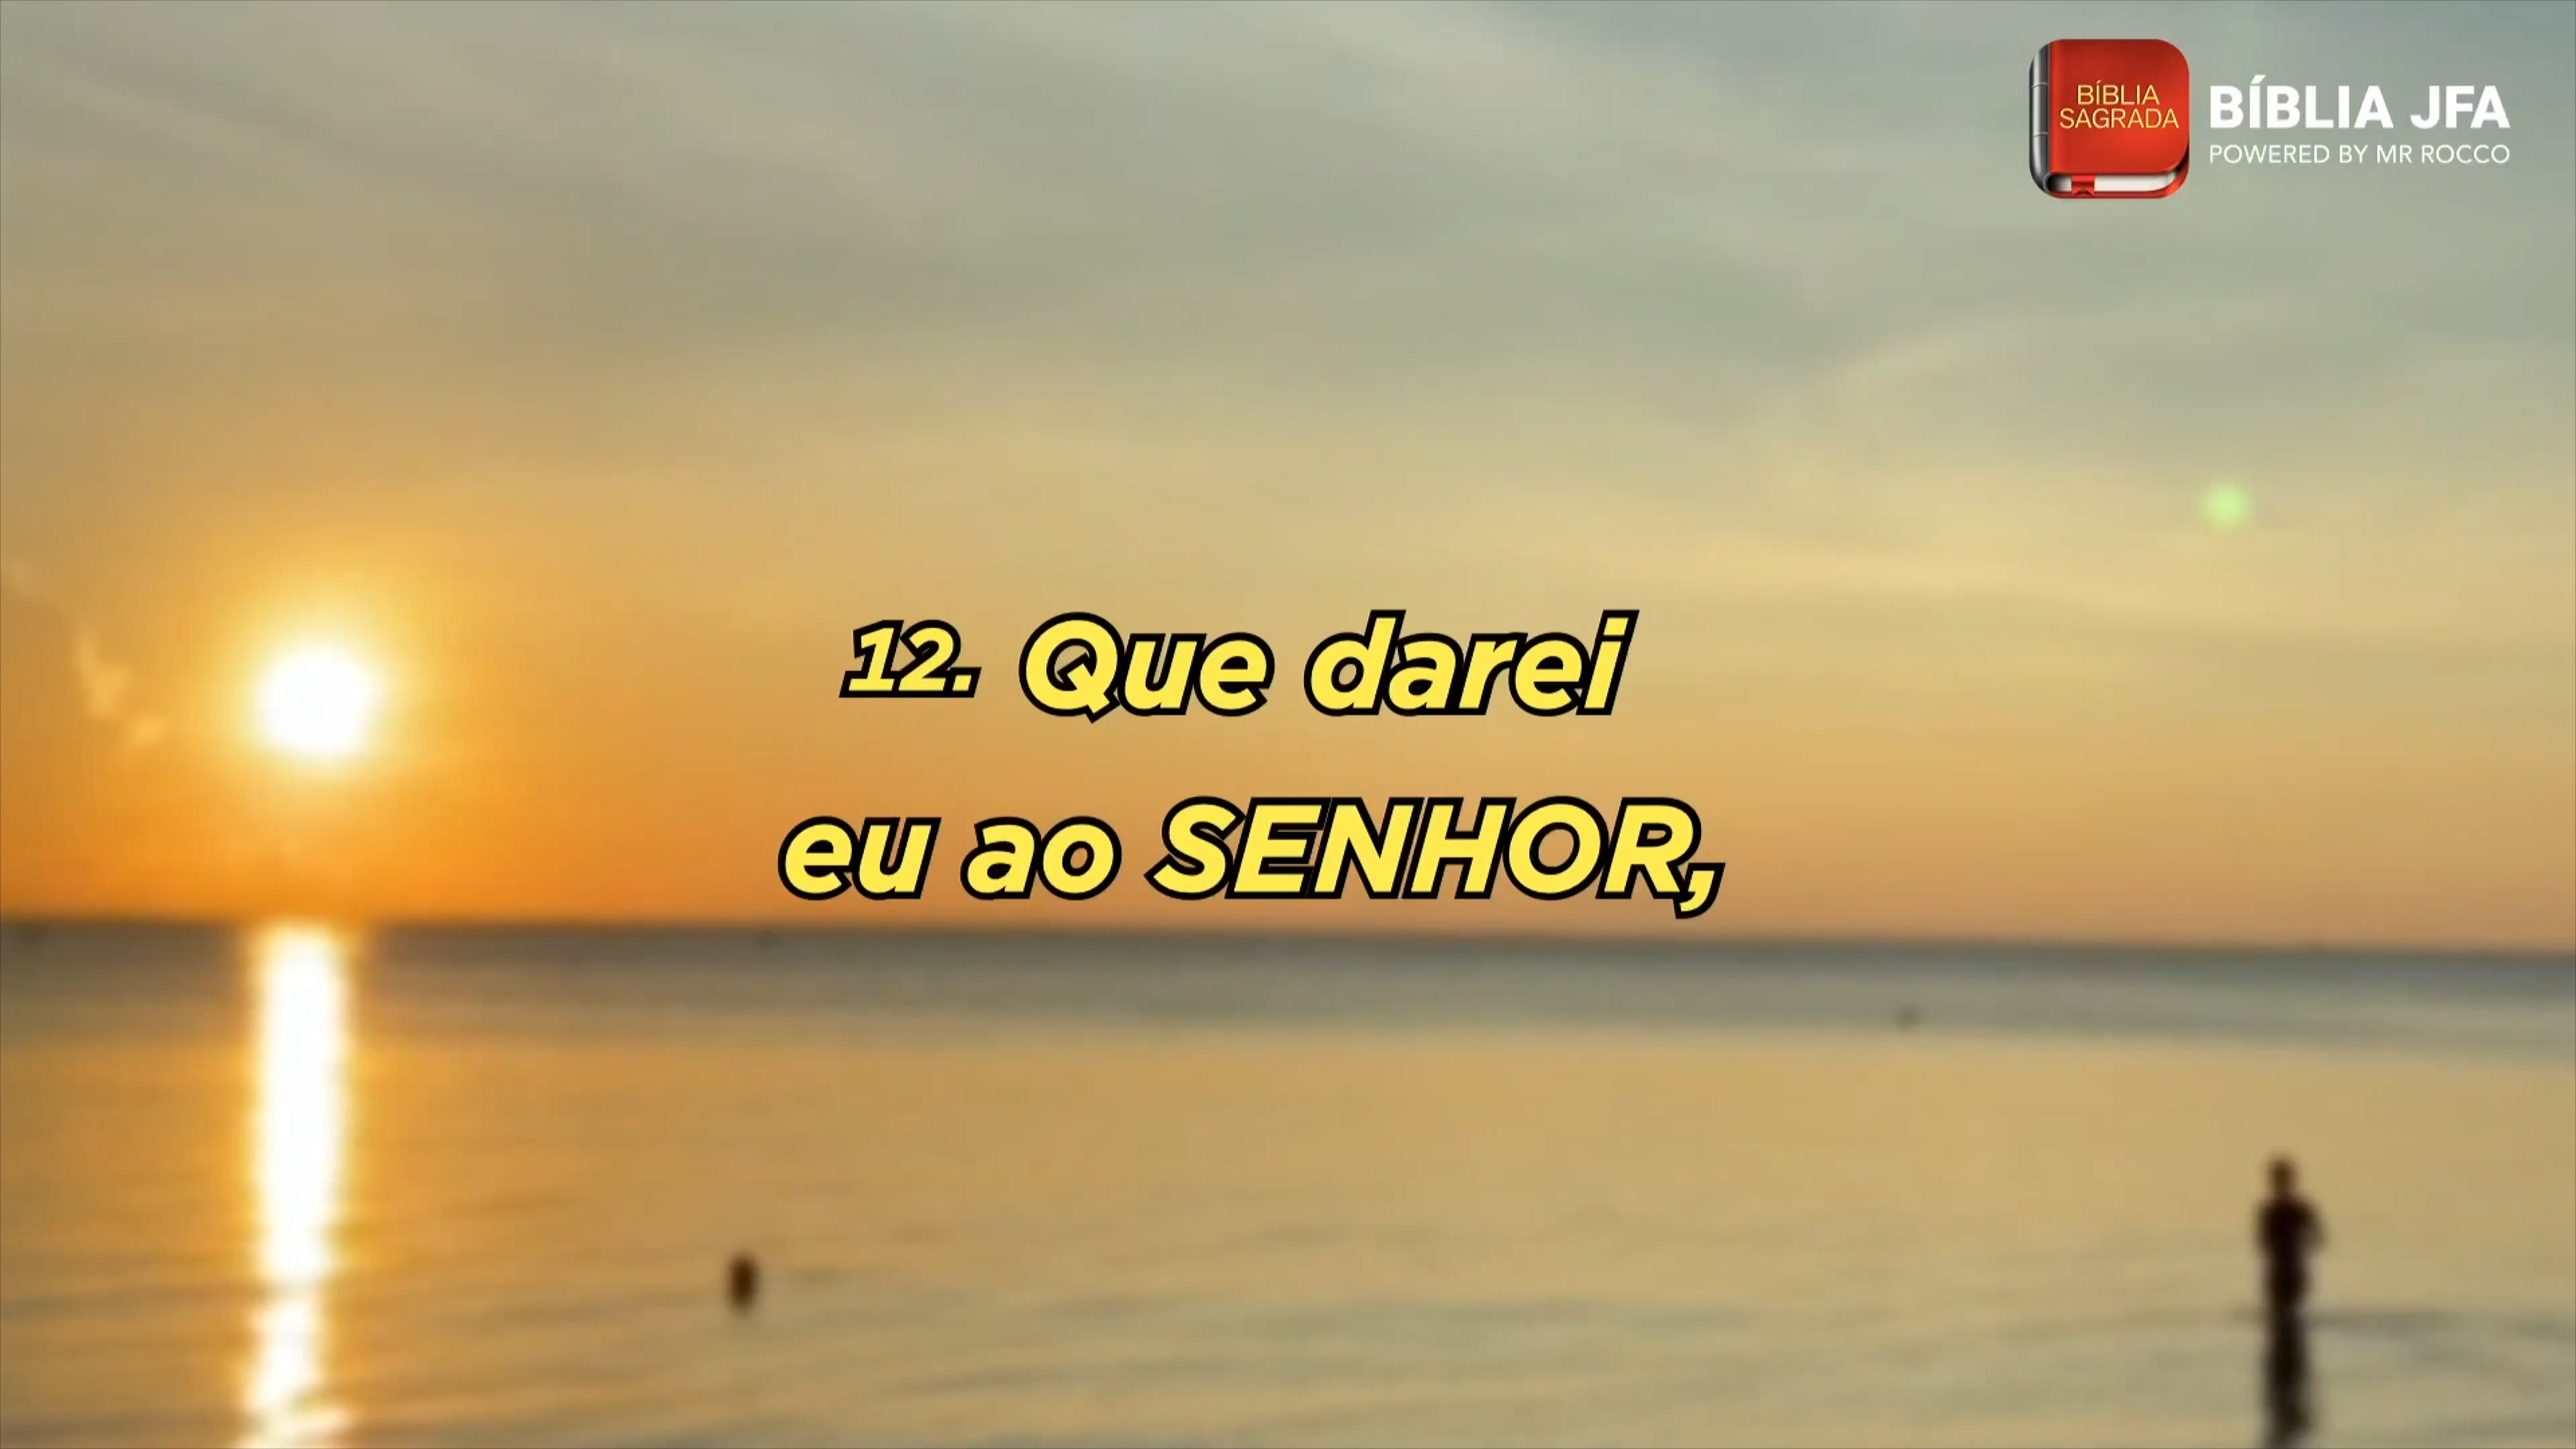 BÍBLIA
SAGRADA
BÍBLIA JFA
POWERED BY MR ROCCO
12. Que darei
eu ao SENHOR,